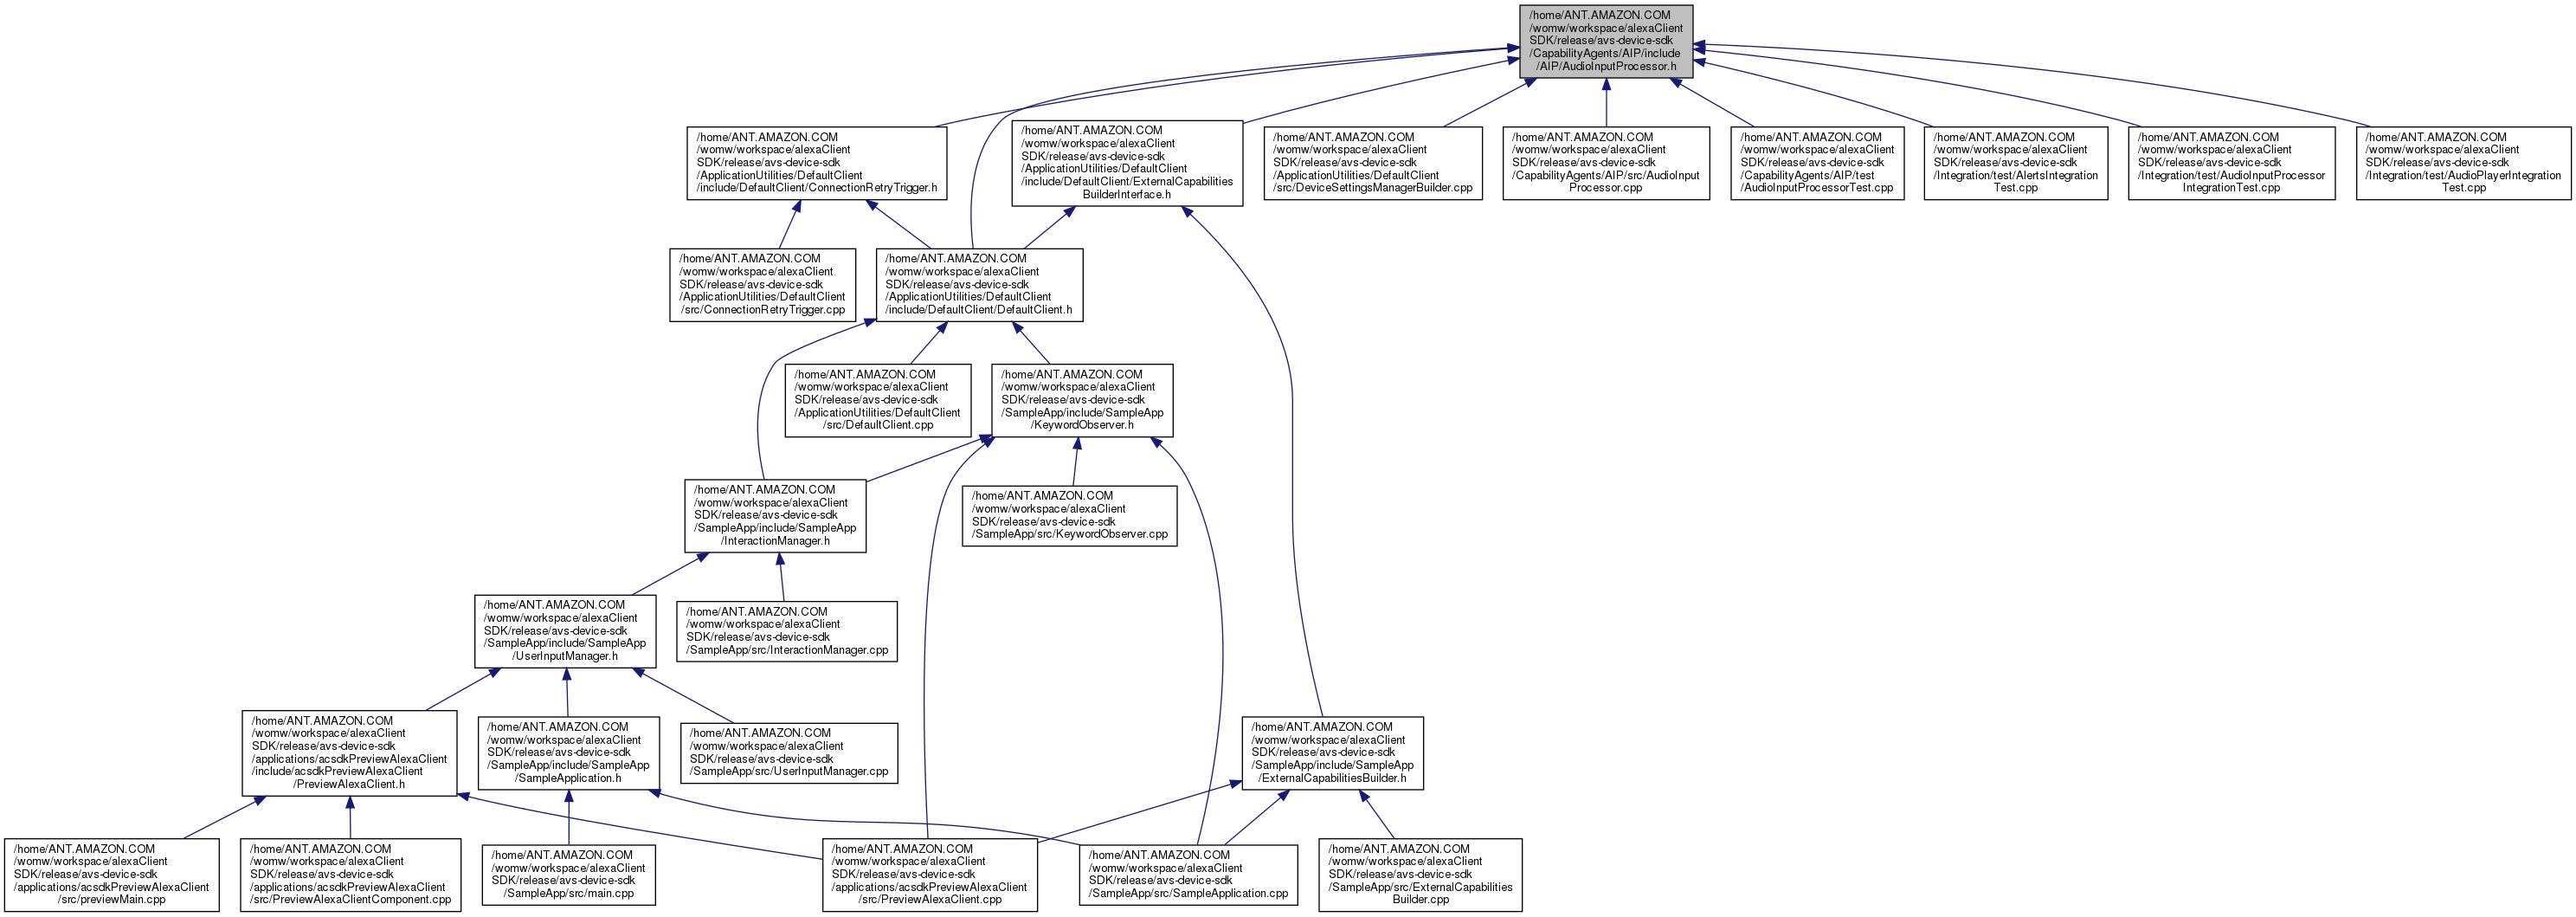 /home/ANT.AMAZON.COM
/womw/workspace/alexaClient
SDK/release/avs-device-sdk
/CapabilityAgents/AIP/include
/AIP/AudioInputProcessor.h
/home/ANT.AMAZON.COM
/womw/workspace/alexaClient
SDK/release/avs-device-sdk
/ApplicationUtilities/DefaultClient
/include/DefaultClient/ConnectionRetryTrigger.h
/home/ANT.AMAZON.COM
/womw/workspace/alexaClient
SDK/release/avs-device-sdk
/ApplicationUtilities/DefaultClient
/include/DefaultClient/ExternalCapabilities
BuilderInterface.h
/home/ANT.AMAZON.COM
/womw/workspace/alexaClient
SDK/release/avs-device-sdk
/ApplicationUtilities/DefaultClient
/src/DeviceSettingsManagerBuilder.cpp
/home/ANT.AMAZON.COM
/womw/workspace/alexaClient
SDK/release/avs-device-sdk
/CapabilityAgents/AIP/src/AudioInput
Processor.cpp
/home/ANT.AMAZON.COM
/womw/workspace/alexaClient
SDK/release/avs-device-sdk
/CapabilityAgents/AIP/test
/AudioInputProcessorTest.cpp
/home/ANT.AMAZON.COM
/womw/workspace/alexaClient
SDK/release/avs-device-sdk
/Integration/test/AlertsIntegration
Test.cpp
/home/ANT.AMAZON.COM
/womw/workspace/alexaClient
SDK/release/avs-device-sdk
/Integration/test/AudioInputProcessor
IntegrationTest.cpp
/home/ANT.AMAZON.COM
/womw/workspace/alexaClient
SDK/release/avs-device-sdk
/Integration/test/AudioPlayerIntegration
Test.cpp
/home/ANT.AMAZON.COM
/womw/workspace/alexaClient
SDK/release/avs-device-sdk
/ApplicationUtilities/DefaultClient
/src/ConnectionRetryTrigger.cpp
/home/ANT.AMAZON.COM
/womw/workspace/alexaClient
SDK/release/avs-device-sdk
/ApplicationUtilities/DefaultClient
/include/DefaultClient/DefaultClient.h
/home/ANT.AMAZON.COM
/womw/workspace/alexaClient
SDK/release/avs-device-sdk
/ApplicationUtilities/DefaultClient
/src/DefaultClient.cpp
/home/ANT.AMAZON.COM
/womw/workspace/alexaClient
SDK/release/avs-device-sdk
/SampleApp/include/SampleApp
/KeywordObserver.h
/home/ANT.AMAZON.COM
/womw/workspace/alexaClient
SDK/release/avs-device-sdk
/SampleApp/include/SampleApp
/InteractionManager.h
/home/ANT.AMAZON.COM
/womw/workspace/alexaClient
SDK/release/avs-device-sdk
/SampleApp/src/KeywordObserver.cpp
/home/ANT.AMAZON.COM
/womw/workspace/alexaClient
SDK/release/avs-device-sdk
/SampleApp/include/SampleApp
/UserInputManager.h
/home/ANT.AMAZON.COM
/womw/workspace/alexaClient
SDK/release/avs-device-sdk
/SampleApp/src/InteractionManager.cpp
/home/ANT.AMAZON.COM
/womw/workspace/alexaClient
SDK/release/avs-device-sdk
/applications/acsdkPreviewAlexaClient
/include/acsdkPreviewAlexaClient
/PreviewAlexaClient.h
/home/ANT.AMAZON.COM
/womw/workspace/alexaClient
SDK/release/avs-device-sdk
/SampleApp/include/SampleApp
/SampleApplication.h
/home/ANT.AMAZON.COM
/womw/workspace/alexaClient
SDK/release/avs-device-sdk
/SampleApp/src/UserInputManager.cpp
/home/ANT.AMAZON.COM
/womw/workspace/alexaClient
SDK/release/avs-device-sdk
/SampleApp/include/SampleApp
/ExternalCapabilitiesBuilder.h
/home/ANT.AMAZON.COM
/womw/workspace/alexaClient
SDK/release/avs-device-sdk
/applications/acsdkPreviewAlexaClient
/src/previewMain.cpp
/home/ANT.AMAZON.COM
/womw/workspace/alexaClient
SDK/release/avs-device-sdk
/applications/acsdkPreviewAlexaClient
/src/PreviewAlexaClientComponent.cpp
/home/ANT.AMAZON.COM
/womw/workspace/alexaClient
SDK/release/avs-device-sdk
/SampleApp/src/main.cpp
/home/ANT.AMAZON.COM
/womw/workspace/alexaClient
SDK/release/avs-device-sdk
/applications/acsdkPreviewAlexaClient
/src/PreviewAlexaClient.cpp
/home/ANT.AMAZON.COM
/womw/workspace/alexaClient
SDK/release/avs-device-sdk
/SampleApp/src/SampleApplication.cpp
/home/ANT.AMAZON.COM
/womw/workspace/alexaClient
SDK/release/avs-device-sdk
/SampleApp/src/ExternalCapabilities
Builder.cpp